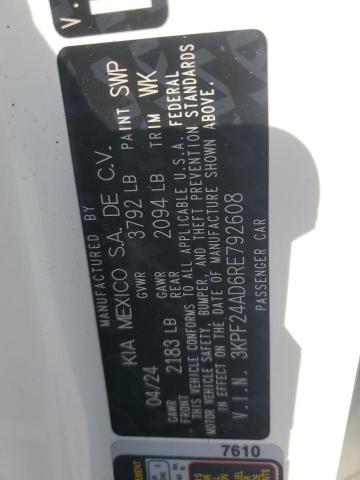 MANUFACTURED BY
KIA MEXICO S.A. DE C.V.
04/24 GVWR 3792 LB PAINT SWP
GAWR 2183 LB GAWR REAR 2094 LB TRIM WK
THIS VEHICLE CONFORMS TO ALL APPLICABLE U.S.A. FEDERAL
MOTOR VEHICLE SAFETY, BUMPER, AND THEFT PREVENTION STANDARDS
IN EFFECT ON THE DATE OF MANUFACTURE SHOWN ABOVE.
V.I.N. 3KPF24AD6RE792608
PASSENGER CAR
7610